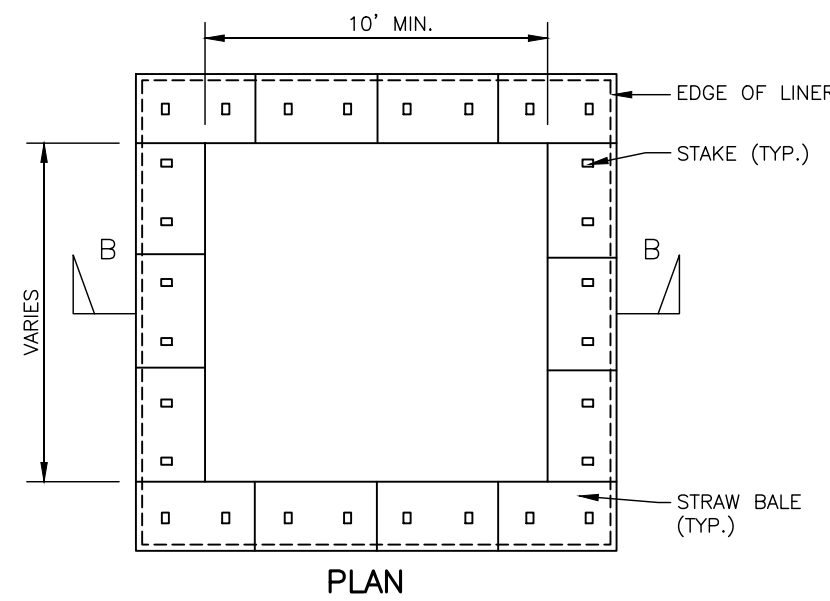 10' MIN.
EDGE OF LINER
STAKE (TYP.)
B
B
VARIES
STRAW BALE
(TYP.)
PLAN